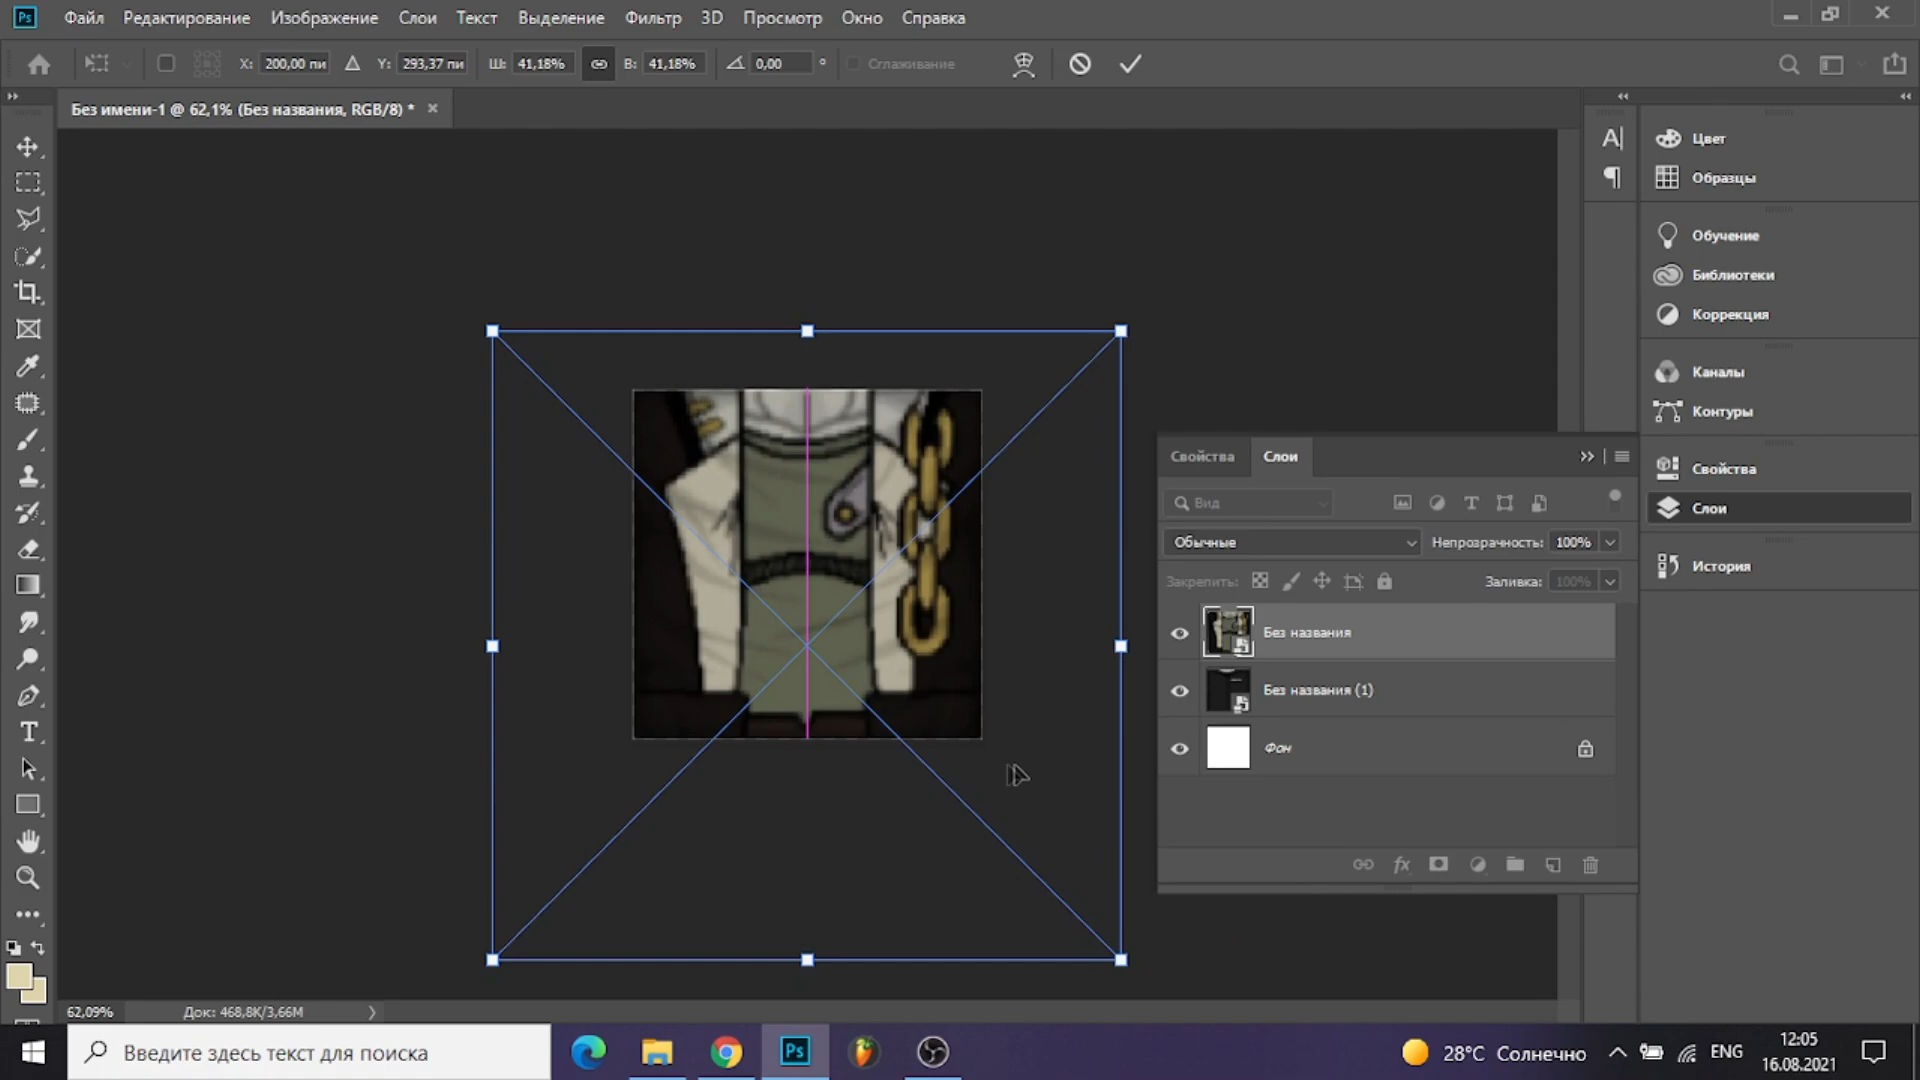 Ps Файл Редактирование Изображение Слои Текст Выделение Фильтр 3D Просмотр Окно Справка
X: 200,00 пи Y: 293,37 пи Ш: 41,18% В: 41,18% 0,00 ° Сглаживание
Без имени-1 @ 62,1% (Без названия, RGB/8) *
Цвет
Образцы
Обучение
Библиотеки
Коррекция
Каналы
Контуры
Свойства
Слои
История
Свойства Слои
Вид
Обычные Непрозрачность: 100%
Закрепить: Заливка: 100%
Без названия
Без названия (1)
Фон
62,09% Док: 468,8K/3,66M
Введите здесь текст для поиска
Ps
28°C Солнечно
ENG
12:05
16.08.2021